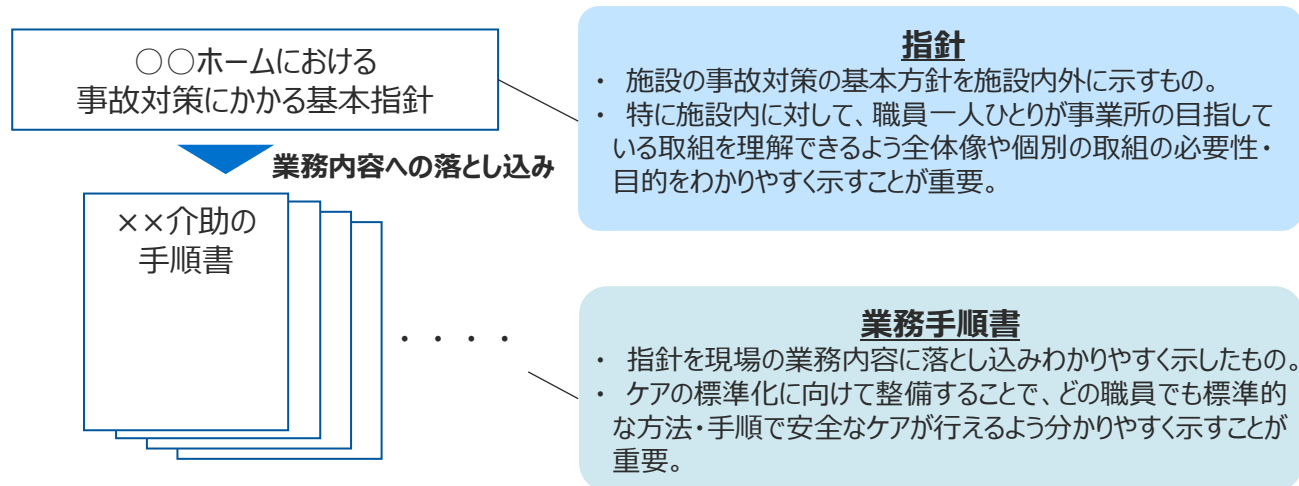 ○○ホームにおける
事故対策にかかる基本指針
業務内容への落とし込み
××介助の
手順書
・・・・
指針
・ 施設の事故対策の基本方針を施設内外に示すもの。
・ 特に施設内に対して、職員一人ひとりが事業所の目指して
いる取組を理解できるよう全体像や個別の取組の必要性・
目的をわかりやすく示すことが重要。
業務手順書
・ 指針を現場の業務内容に落とし込みわかりやすく示したもの。
・ ケアの標準化に向けて整備することで、どの職員でも標準的
な方法・手順で安全なケアが行えるよう分かりやすく示すことが
重要。